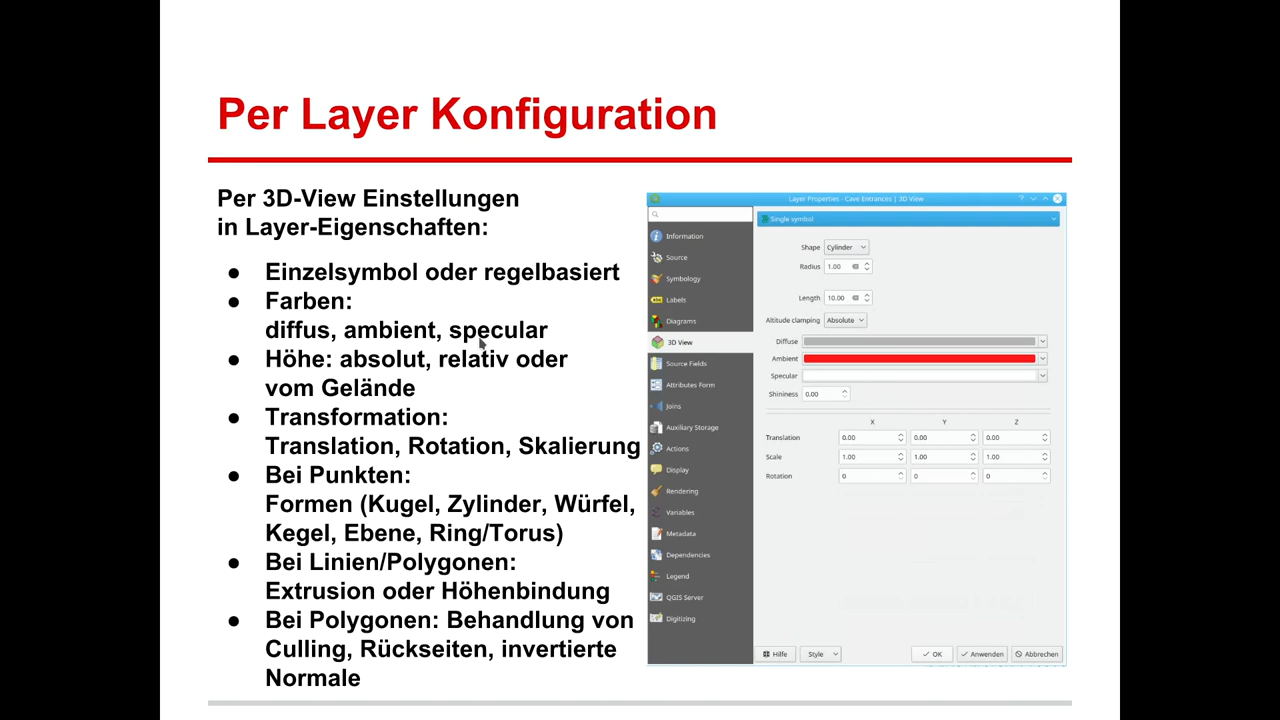 Per Layer Konfiguration
Per 3D-View Einstellungen
in Layer-Eigenschaften:
● Einzelsymbol oder regelbasiert
● Farben:
diffus, ambient, specular
● Höhe: absolut, relativ oder
vom Gelände
● Transformation:
Translation, Rotation, Skalierung
● Bei Punkten:
Formen (Kugel, Zylinder, Würfel,
Kegel, Ebene, Ring/Torus)
● Bei Linien/Polygonen:
Extrusion oder Höhenbindung
● Bei Polygonen: Behandlung von
Culling, Rückseiten, invertierte
Normale
Layer Properties - Cave Entrances | 3D View
Information
Source
Symbology
Labels
Diagrams
3D View
Source Fields
Attributes Form
Joins
Auxiliary Storage
Actions
Display
Rendering
Variables
Metadata
Dependencies
Legend
QGIS Server
Digitizing
Single symbol
Shape Cylinder
Radius 1.00
Length 10.00
Altitude clamping Absolute
Diffuse
Ambient
Specular
Shininess 0.00
X Y Z
Translation 0.00 0.00 0.00
Scale 1.00 1.00 1.00
Rotation 0 0 0
Hilfe Style OK Anwenden Abbrechen